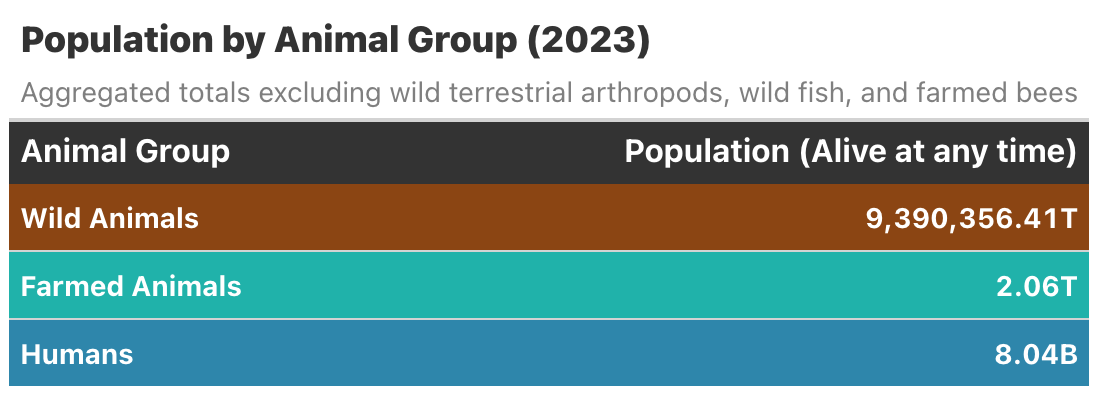 Population by Animal Group (2023)
Aggregated totals excluding wild terrestrial arthropods, wild fish, and farmed bees
Animal Group Population (Alive at any time)
Wild Animals 9,390,356.41T
Farmed Animals 2.06T
Humans 8.04B